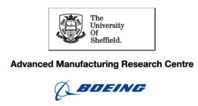 The
University
Of
Sheffield.
Advanced Manufacturing Research Centre
BOEING